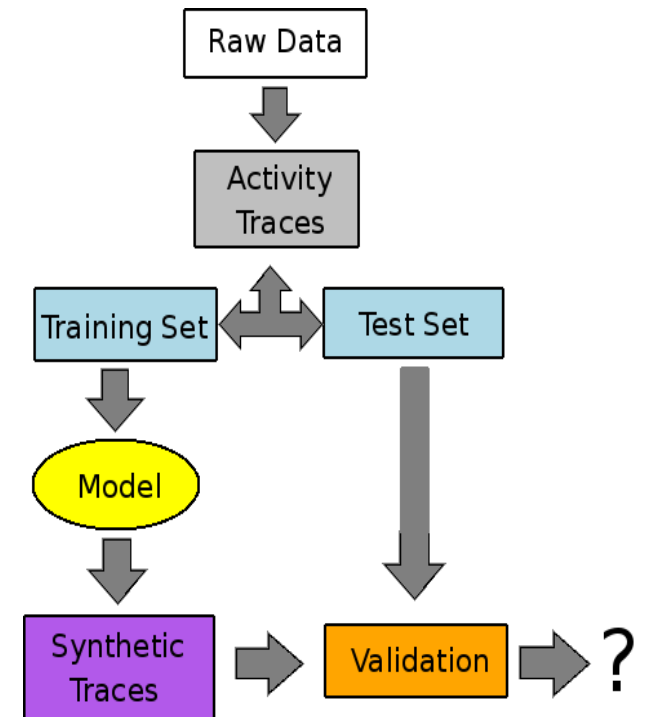 Raw Data
Activity
Traces
Training Set
Test Set
Model
Synthetic
Traces
Validation
?